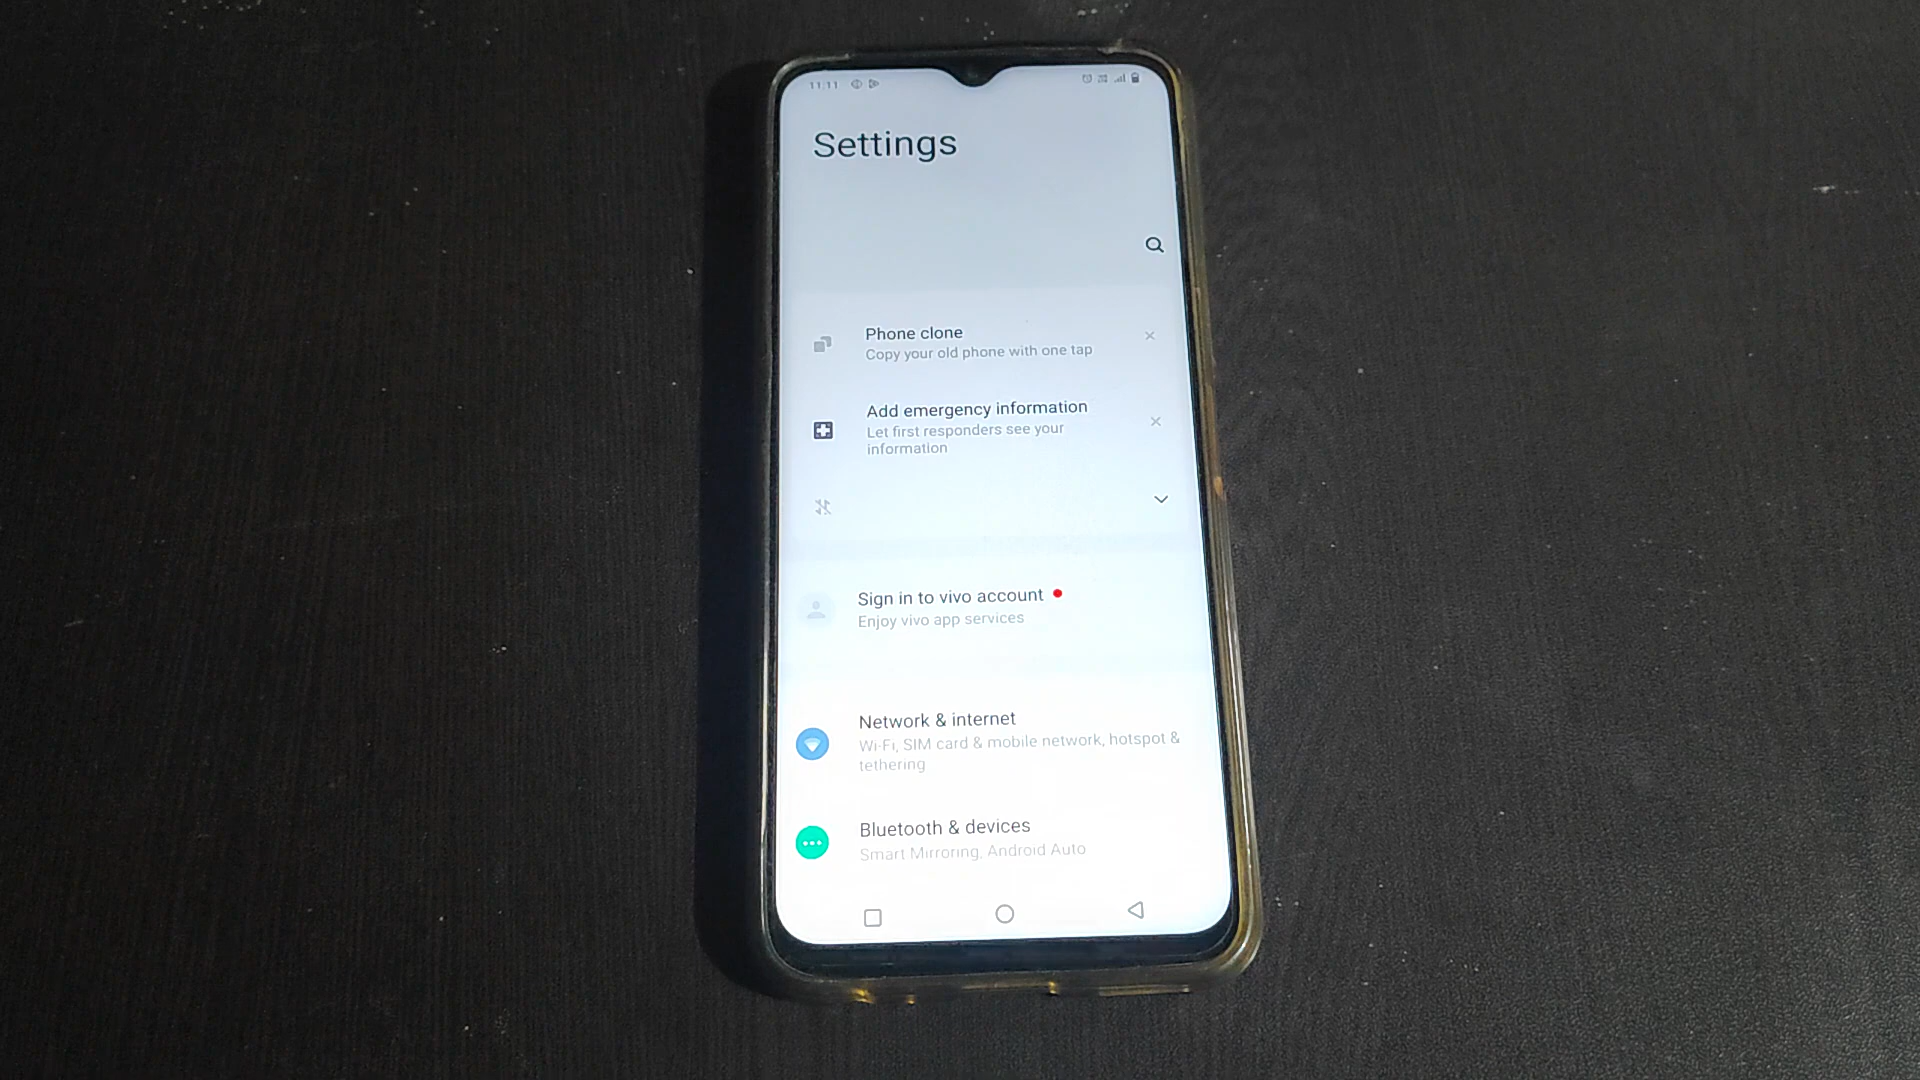 11:11
Settings
Phone clone
Copy your old phone with one tap
Add emergency information
Let first responders see your
information
Sign in to vivo account
Enjoy vivo app services
Network & internet
Wi-Fi, SIM card & mobile network, hotspot &
tethering
Bluetooth & devices
Smart Mirroring, Android Auto